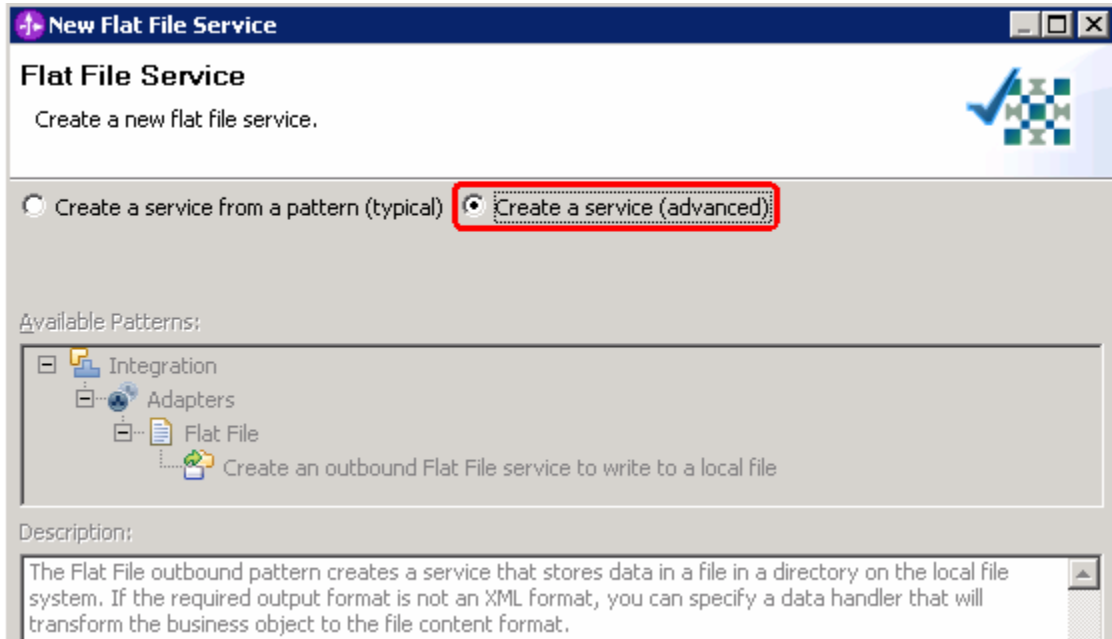 New Flat File Service
Flat File Service
Create a new flat file service.
Create a service from a pattern (typical) Create a service (advanced)
Available Patterns:
Integration
Adapters
Flat File
Create an outbound Flat File service to write to a local file
Description:
The Flat File outbound pattern creates a service that stores data in a file in a directory on the local file
system. If the required output format is not an XML format, you can specify a data handler that will
transform the business object to the file content format.